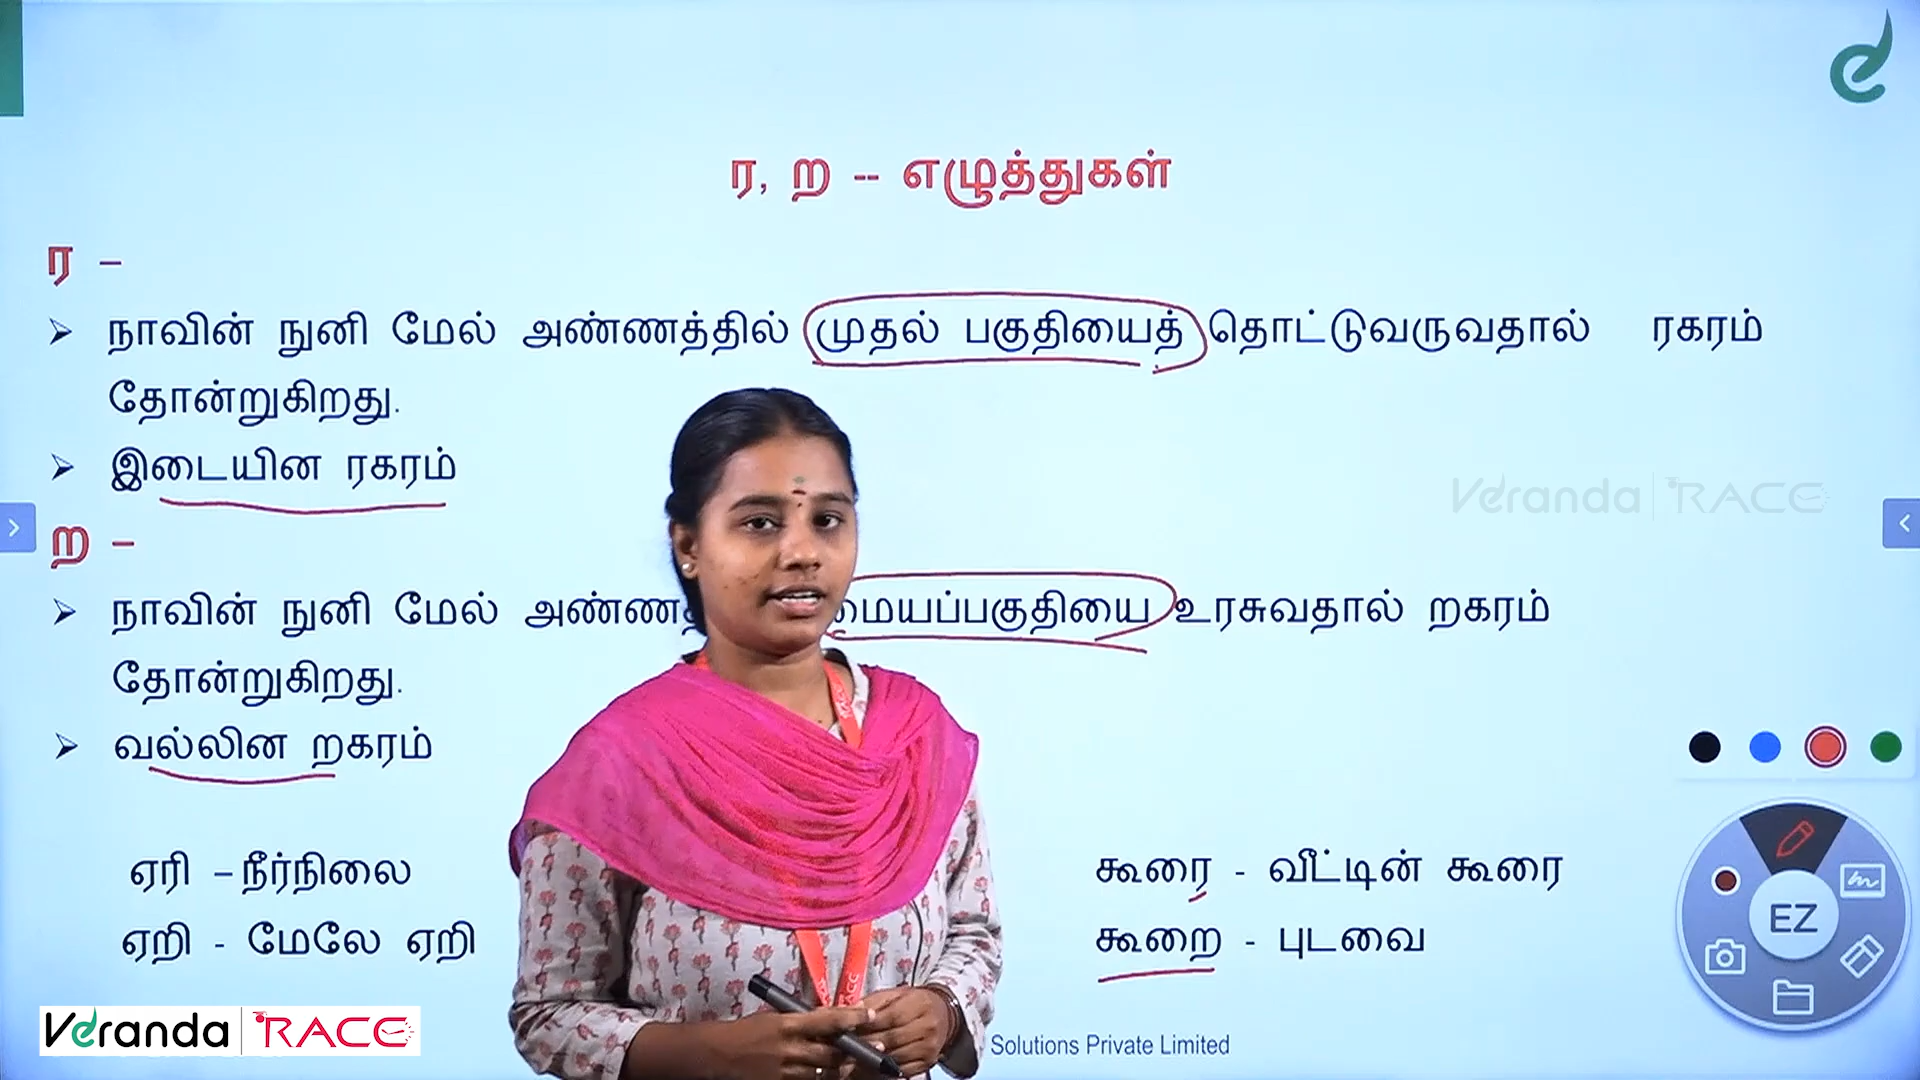 ர, ற -- எழுத்துகள்
ர –
➢ நாவின் நுனி மேல் அண்ணத்தில் முதல் பகுதியைத் தொட்டுவருவதால் ரகரம்
தோன்றுகிறது.
➢ இடையின ரகரம்
Veranda RACE
ற –
➢ நாவின் நுனி மேல் மையப்பகுதியை உரசுவதால் றகரம்
தோன்றுகிறது.
➢ வல்லின றகரம்
ஏரி – நீர்நிலை
கூரை - வீட்டின் கூரை
ஏறி - மேலே ஏறி
கூறை - புடவை
EZ
Veranda RACE
RACE
Solutions Private Limited